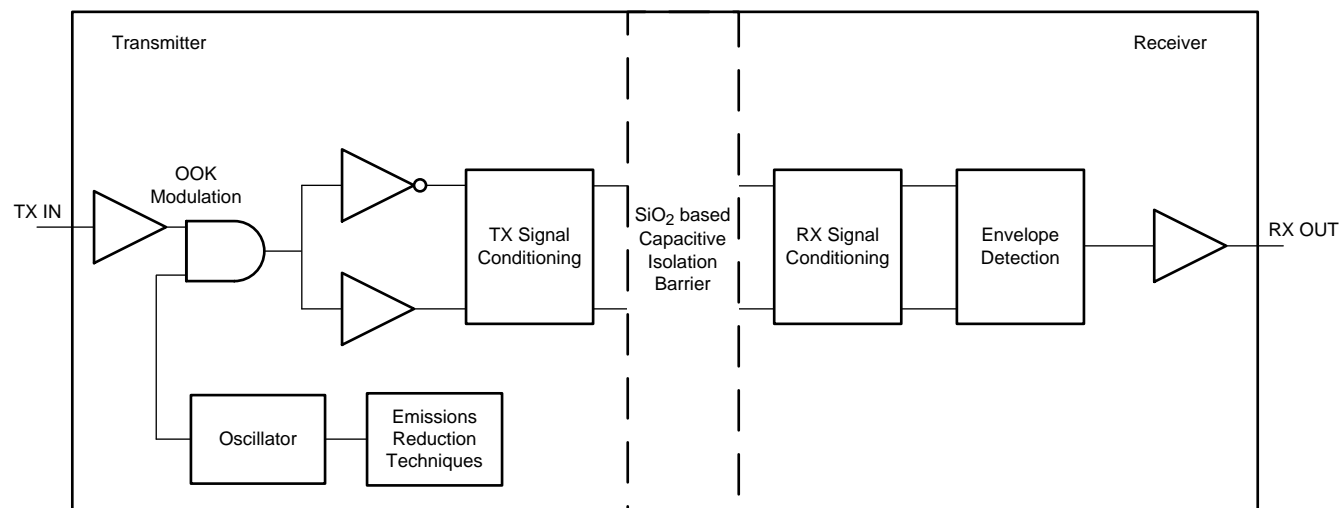 Transmitter
Receiver
OOK
Modulation
TX IN
TX Signal
Conditioning
SiO2 based
Capacitive
Isolation
Barrier
RX Signal
Conditioning
Envelope
Detection
RX OUT
Oscillator
Emissions
Reduction
Techniques